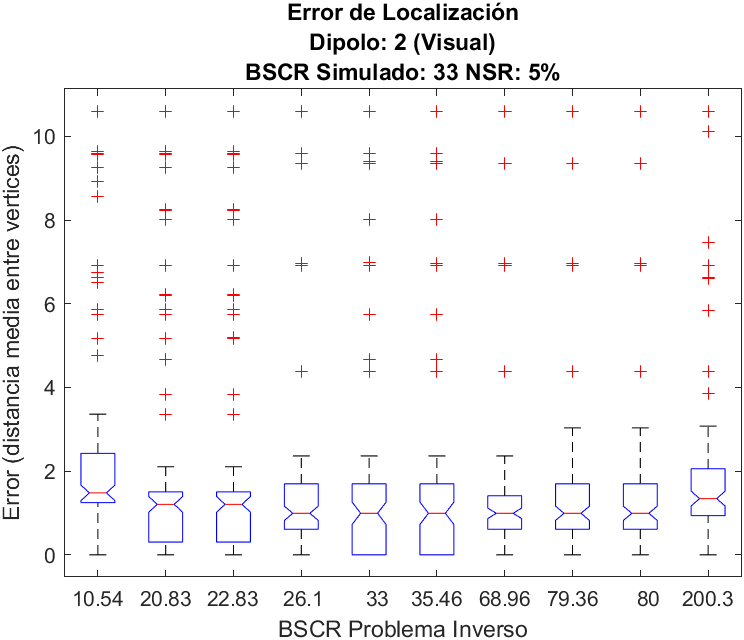 Error de Localización
Dipolo: 2 (Visual)
BSCR Simulado: 33 NSR: 5%
Error (distancia media entre vertices)
10
8
6
4
2
0
10.54 20.83 22.83 26.1 33 35.46 68.96 79.36 80 200.3
BSCR Problema Inverso